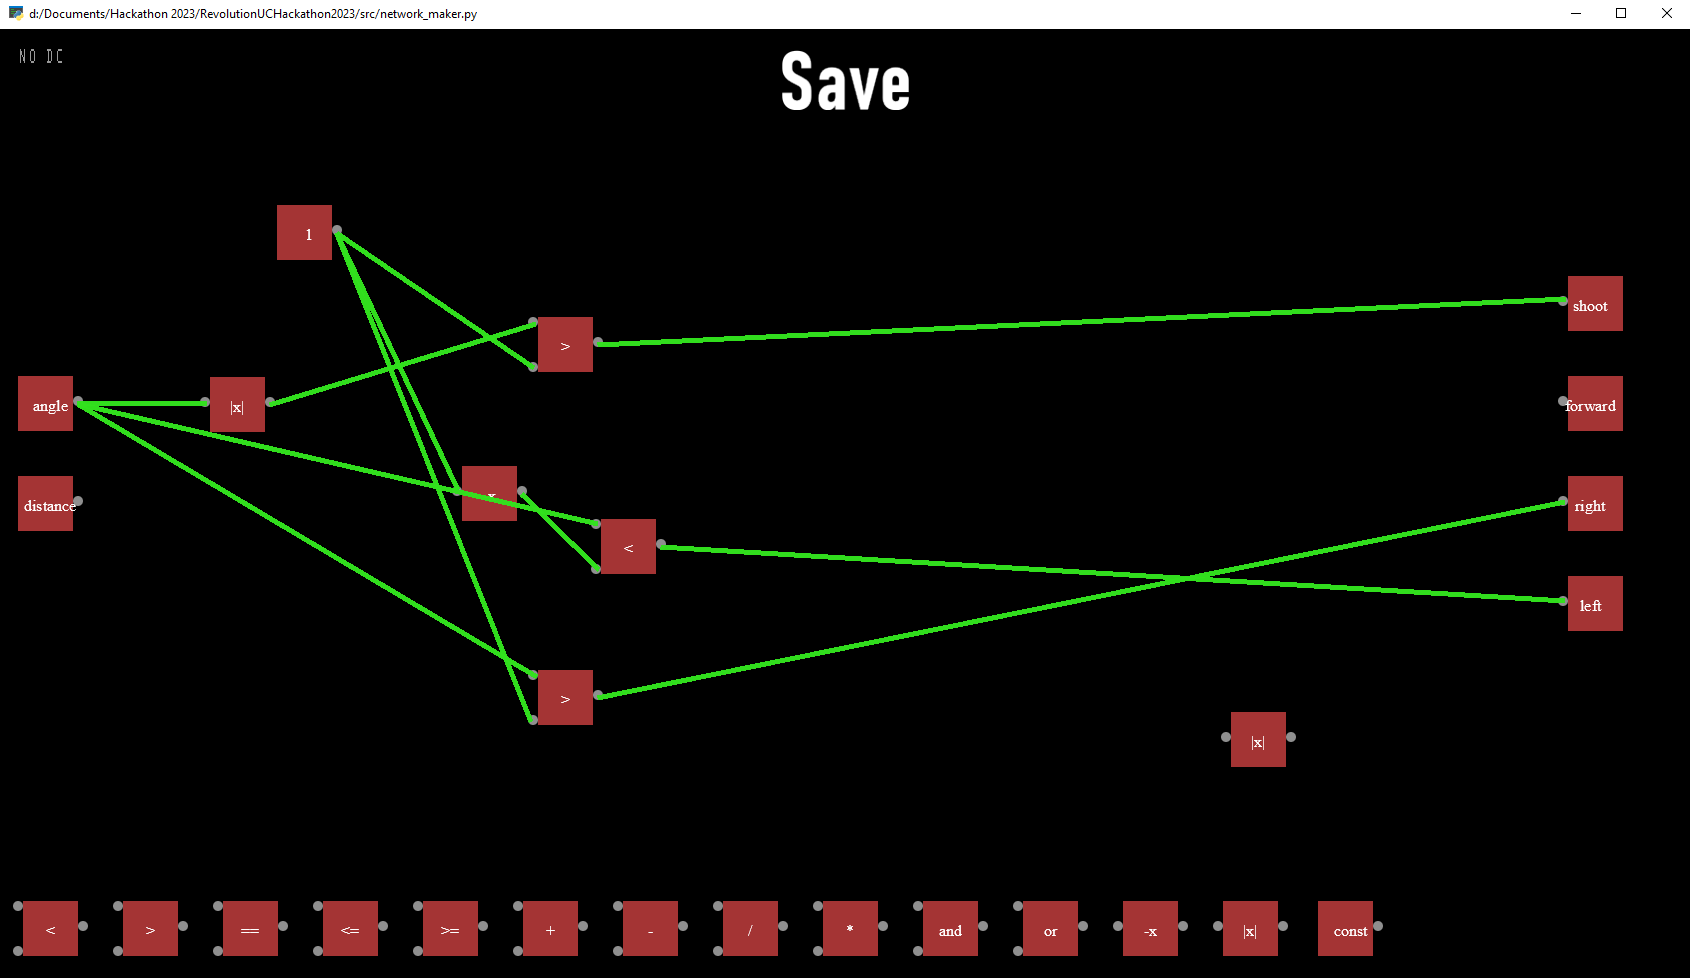 d:/Documents/Hackathon 2023/RevolutionUCHackathon2023/src/network_maker.py
NO DC
Save
1
shoot
>
angle
|x|
forward
distance
right
<
left
>
|x|
<
>
==
<=
>=
+
-
/
*
and
or
-x
|x|
const